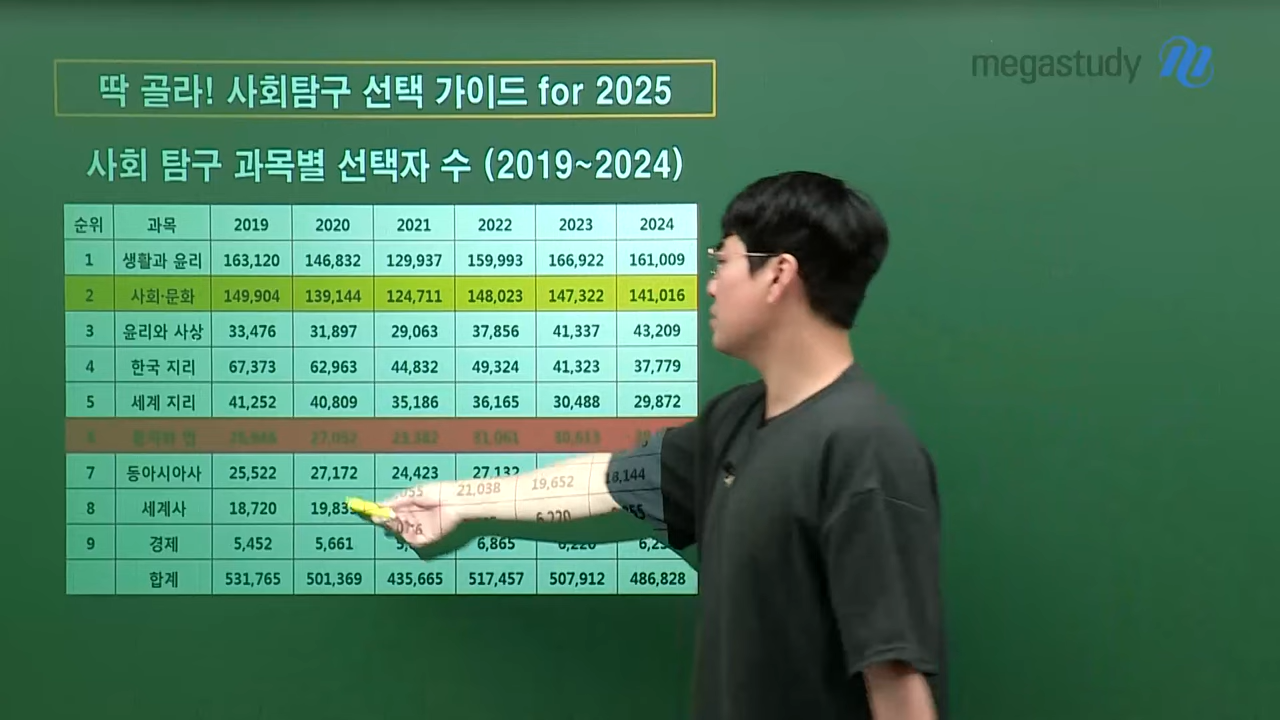 megastudy
딱 골라! 사회탐구 선택 가이드 for 2025
사회 탐구 과목별 선택자 수 (2019~2024)
순위 과목 2019 2020 2021 2022 2023 2024
1 생활과 윤리 163,120 146,832 129,937 159,993 166,922 161,009
2 사회·문화 149,904 139,144 124,711 148,023 147,322 141,016
3 윤리와 사상 33,476 31,897 29,063 37,856 41,337 43,209
4 한국 지리 67,373 62,963 44,832 49,324 41,323 37,779
5 세계 지리 41,252 40,809 35,186 36,165 30,488 29,872
27,052 23,382 31,061 30,613
7 동아시아사 25,522 27,172 24,423 27,132 19,652 18,144
8 세계사 18,720 21,038
9 경제 5,452 5,661 6,865 6,220
합계 531,765 501,369 435,665 517,457 507,912 486,828